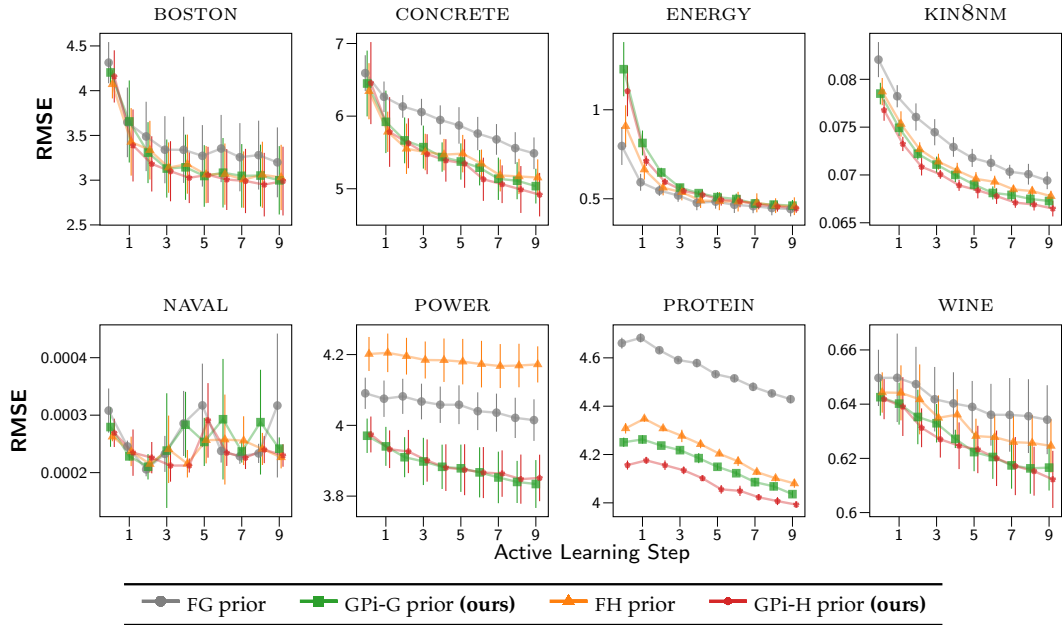 BOSTON CONCRETE ENERGY KIN8NM
RMSE
4.5 4 3.5 3 2.5
7 6 5
1 0.5
0.08 0.075 0.07 0.065
1 3 5 7 9 1 3 5 7 9 1 3 5 7 9 1 3 5 7 9
NAVAL POWER PROTEIN WINE
RMSE
0.0004 0.0003 0.0002
4.2 4 3.8
4.6 4.4 4.2 4
0.66 0.64 0.62 0.6
1 3 5 7 9 1 3 5 7 9 1 3 5 7 9 1 3 5 7 9
Active Learning Step
FG prior GPi-G prior (ours) FH prior GPi-H prior (ours)